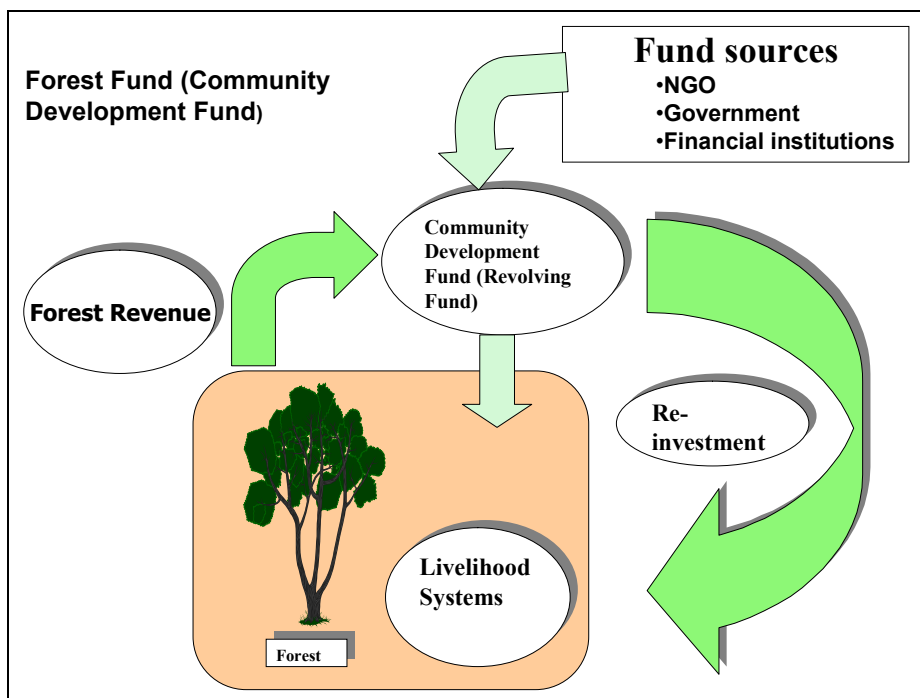 Forest Fund (Community
Development Fund)
Fund sources
•NGO
•Government
•Financial institutions
Community
Development
Fund (Revolving
Fund)
Forest Revenue
Re-
investment
Livelihood
Systems
Forest